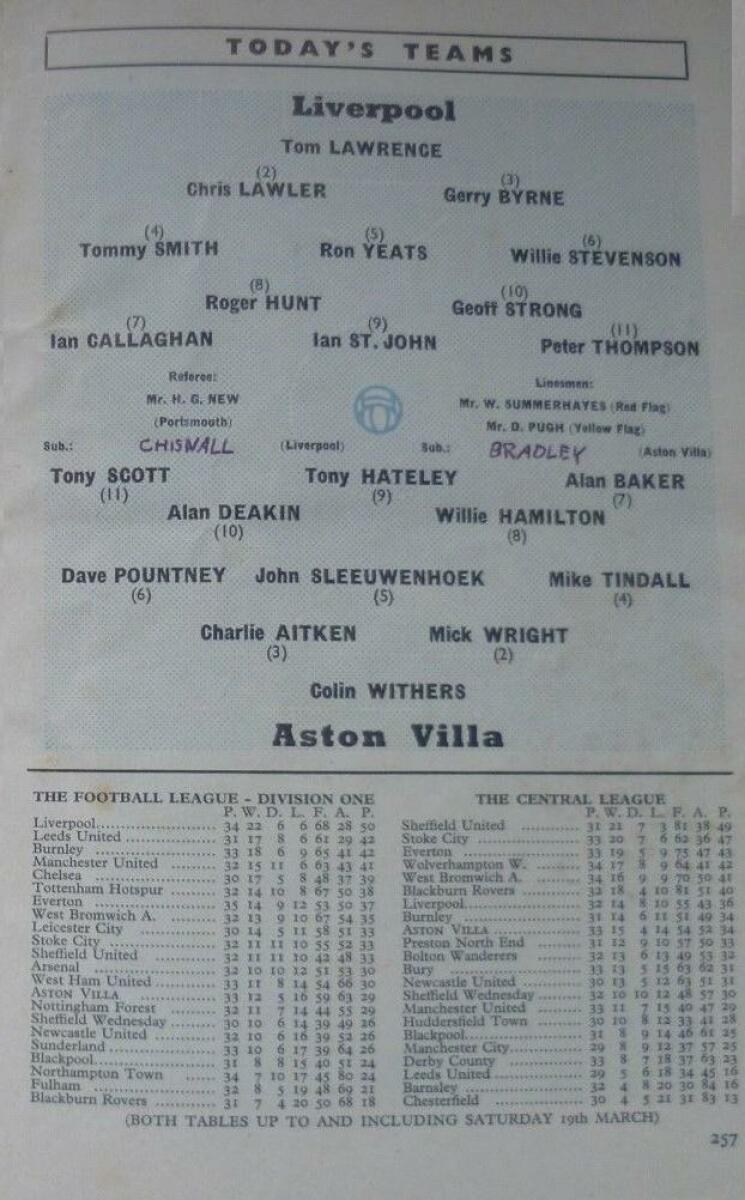 TODAY'S TEAMS
Liverpool
Tom LAWRENCE
(2) (3)
Chris LAWLER Gerry BYRNE
(4) (5) (6)
Tommy SMITH Ron YEATS Willie STEVENSON
(8) (10)
Roger HUNT Geoff STRONG
(7) (9) (11)
Ian CALLAGHAN Ian ST. JOHN Peter THOMPSON
Referee: Linesmen:
Mr. H. G. NEW Mr. W. SUMMERHAYES (Red Flag)
(Portsmouth) Mr. D. PUGH (Yellow Flag)
Sub.: CHISNALL (Liverpool) Sub.: BRADLEY (Aston Villa)
Tony SCOTT Tony HATELEY Alan BAKER
(11) (9) (7)
Alan DEAKIN Willie HAMILTON
(10) (8)
Dave POUNTNEY John SLEEUWENHOEK Mike TINDALL
(6) (5) (4)
Charlie AITKEN Mick WRIGHT
(3) (2)
Colin WITHERS
Aston Villa
THE FOOTBALL LEAGUE - DIVISION ONE
P. W. D. L. F. A. P.
Liverpool 34 22 6 6 68 28 50
Leeds United 31 17 8 6 61 29 42
Burnley 33 18 6 9 65 41 42
Manchester United 32 15 11 6 63 43 41
Chelsea 30 17 5 8 48 37 39
Tottenham Hotspur 32 14 10 8 67 50 38
Everton 35 14 9 12 53 50 37
West Bromwich A. 32 13 9 10 67 54 35
Leicester City 30 14 5 11 58 51 33
Stoke City 32 11 11 10 55 52 33
Sheffield United 32 11 11 10 42 48 33
Arsenal 32 10 10 12 51 53 30
West Ham United 33 11 8 14 54 66 30
ASTON VILLA 33 12 5 16 59 63 29
Nottingham Forest 32 11 7 14 44 55 29
Sheffield Wednesday 30 10 6 14 39 49 26
Newcastle United 32 10 6 16 39 52 26
Sunderland 33 10 6 17 39 64 26
Blackpool 31 8 8 15 40 51 24
Northampton Town 34 7 10 17 45 80 24
Fulham 32 8 5 19 48 69 21
Blackburn Rovers 31 7 4 20 50 68 18
THE CENTRAL LEAGUE
P. W. D. L. F. A. P.
Sheffield United 31 21 7 3 81 38 49
Stoke City 33 20 7 6 62 36 47
Everton 33 19 5 9 75 47 43
Wolverhampton W. 34 17 8 9 64 41 42
West Bromwich A. 34 16 9 9 70 50 41
Blackburn Rovers 32 18 4 10 81 51 40
Liverpool 32 14 8 10 55 43 36
Burnley 31 14 6 11 51 49 34
ASTON VILLA 33 15 4 14 54 52 34
Preston North End 31 12 9 10 57 50 33
Bolton Wanderers 32 13 6 13 49 53 32
Bury 33 13 5 15 63 62 31
Newcastle United 30 13 5 12 63 51 31
Sheffield Wednesday 32 10 10 12 48 57 30
Manchester United 33 11 7 15 40 47 29
Huddersfield Town 30 10 8 12 33 41 28
Blackpool 31 8 9 14 46 61 25
Manchester City 29 8 9 12 37 57 25
Derby County 33 8 7 18 37 63 23
Leeds United 29 5 6 18 34 45 16
Barnsley 32 4 8 20 30 84 16
Chesterfield 30 4 5 21 31 83 13
(BOTH TABLES UP TO AND INCLUDING SATURDAY 19th MARCH)
257